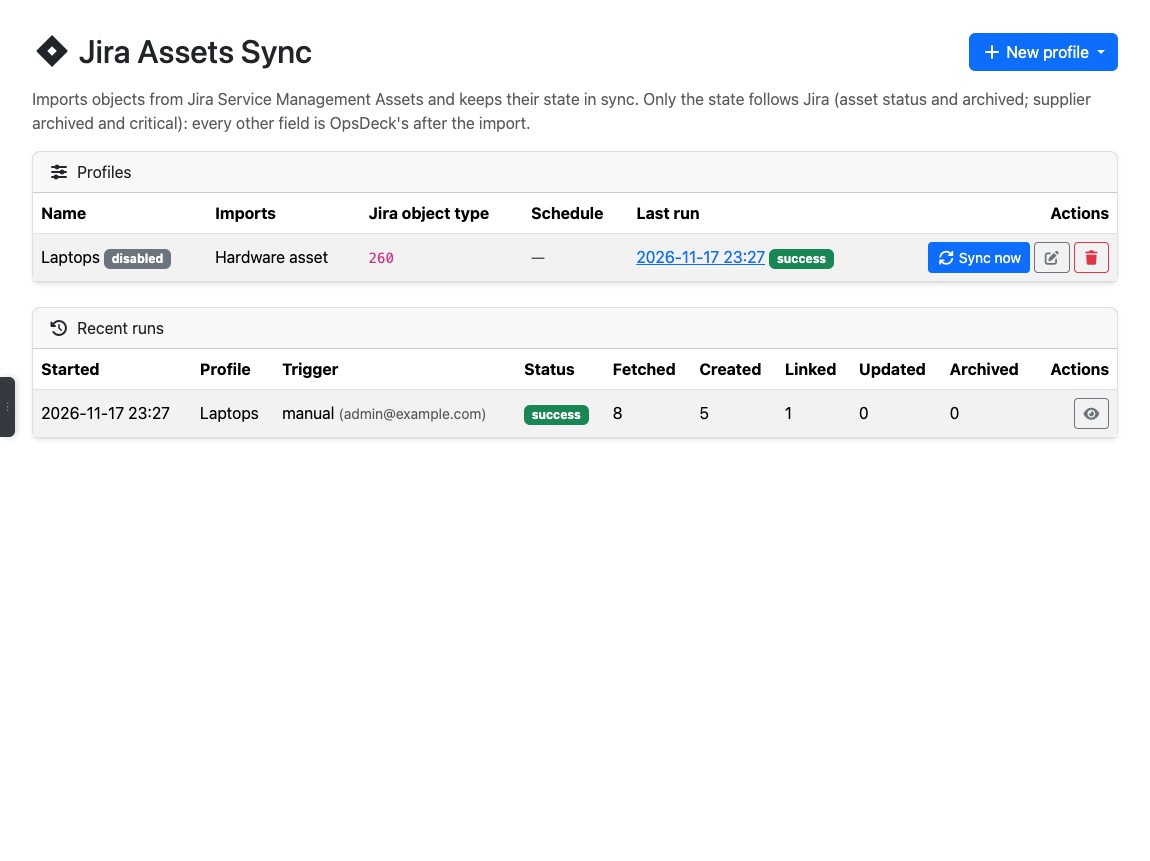 Jira Assets Sync
New profile
Imports objects from Jira Service Management Assets and keeps their state in sync. Only the state follows Jira (asset status and archived; supplier
archived and critical): every other field is OpsDeck's after the import.
Profiles
Name Imports Jira object type Schedule Last run Actions
Laptops disabled Hardware asset 260 — 2026-11-17 23:27 success Sync now
Recent runs
Started Profile Trigger Status Fetched Created Linked Updated Archived Actions
2026-11-17 23:27 Laptops manual (admin@example.com) success 8 5 1 0 0